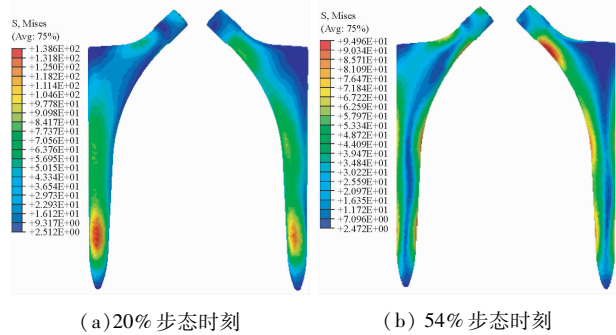 S, Mises
(Avg: 75%)
+1.386E+02
+1.318E+02
+1.250E+02
+1.182E+02
+1.114E+02
+1.046E+02
+9.778E+01
+9.098E+01
+8.417E+01
+7.737E+01
+7.056E+01
+6.376E+01
+5.695E+01
+5.015E+01
+4.334E+01
+3.654E+01
+2.973E+01
+2.293E+01
+1.612E+01
+9.317E+00
+2.512E+00
(a)20% 步态时刻
S, Mises
(Avg: 75%)
+9.496E+01
+9.034E+01
+8.571E+01
+8.109E+01
+7.647E+01
+7.184E+01
+6.722E+01
+6.259E+01
+5.797E+01
+5.334E+01
+4.872E+01
+4.409E+01
+3.947E+01
+3.484E+01
+3.022E+01
+2.559E+01
+2.097E+01
+1.635E+01
+1.172E+01
+7.096E+00
+2.472E+00
(b) 54% 步态时刻